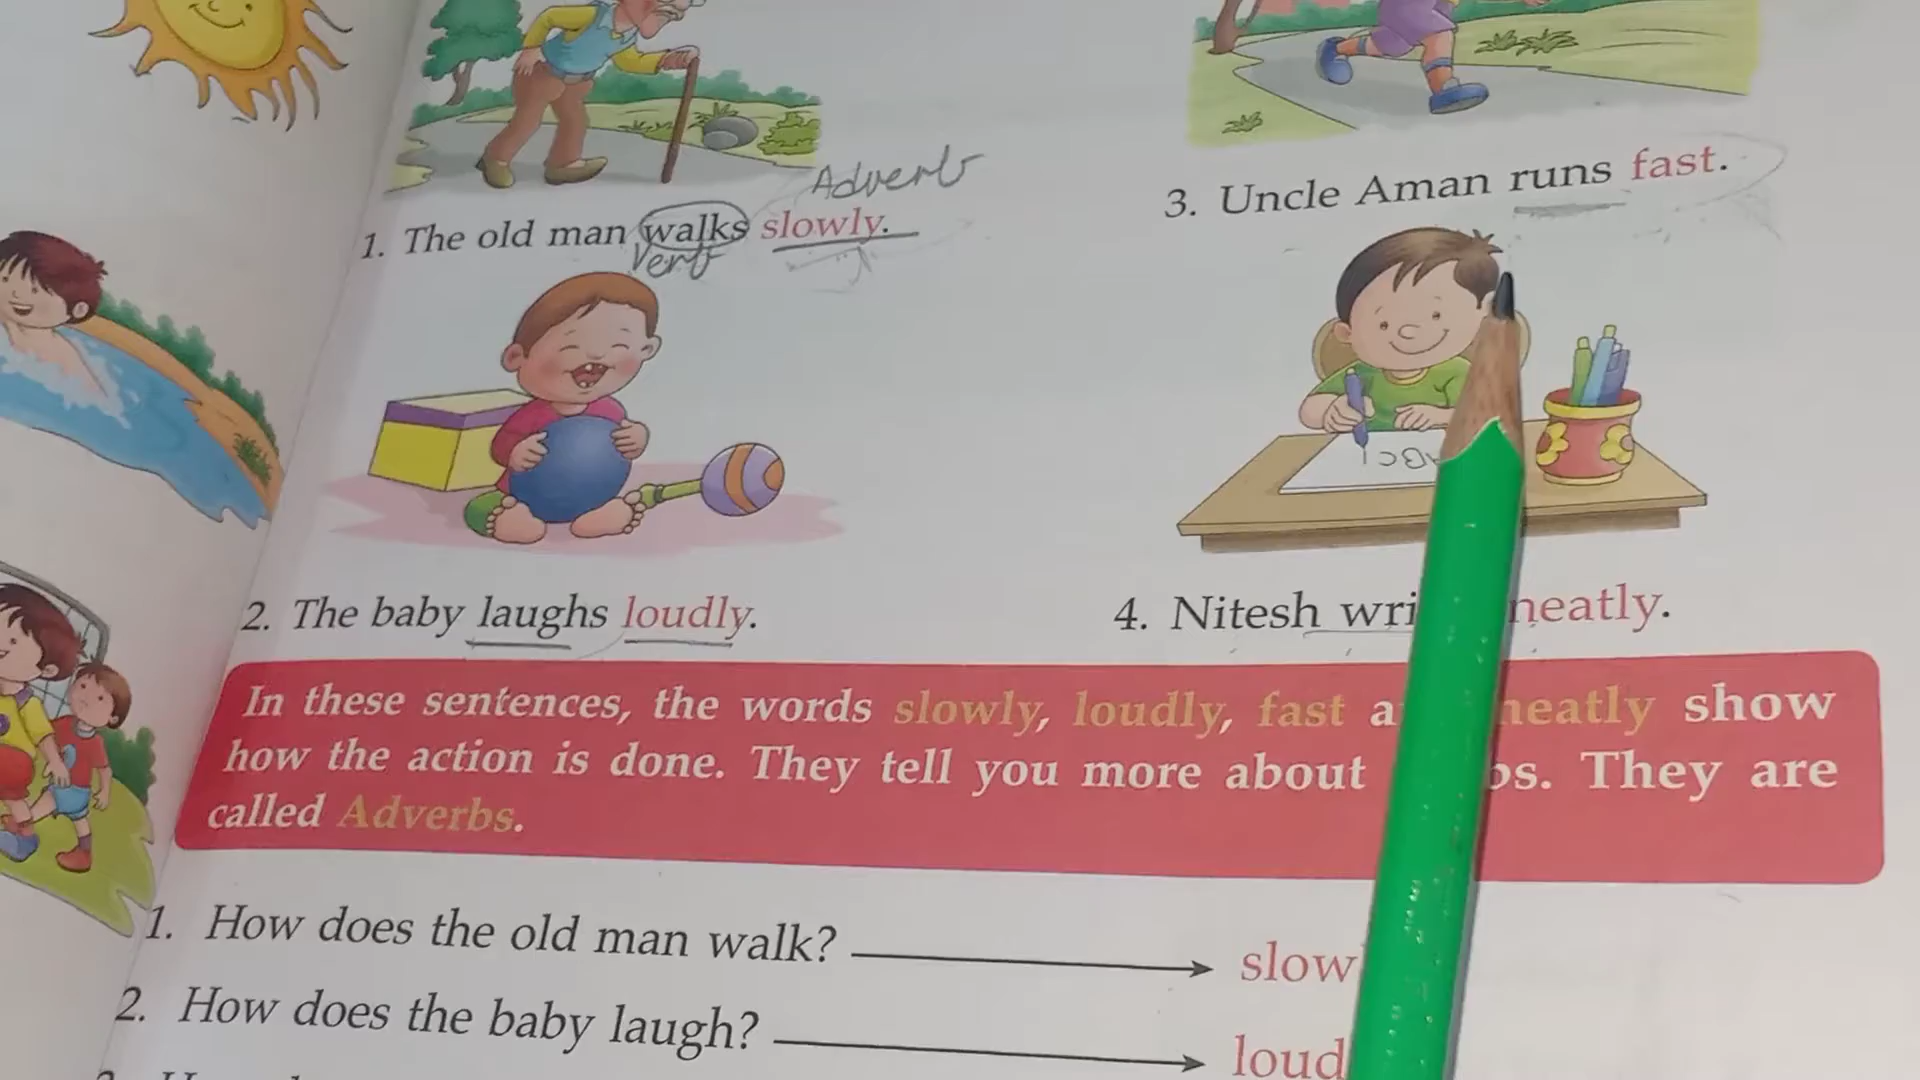 Adverb
1. The old man walks slowly.
Verb
3. Uncle Aman runs fast.
2. The baby laughs loudly.
4. Nitesh wri neatly.
In these sentences, the words slowly, loudly, fast a neatly show
how the action is done. They tell you more about bs. They are
called Adverbs.
1. How does the old man walk? slow
2. How does the baby laugh? loud